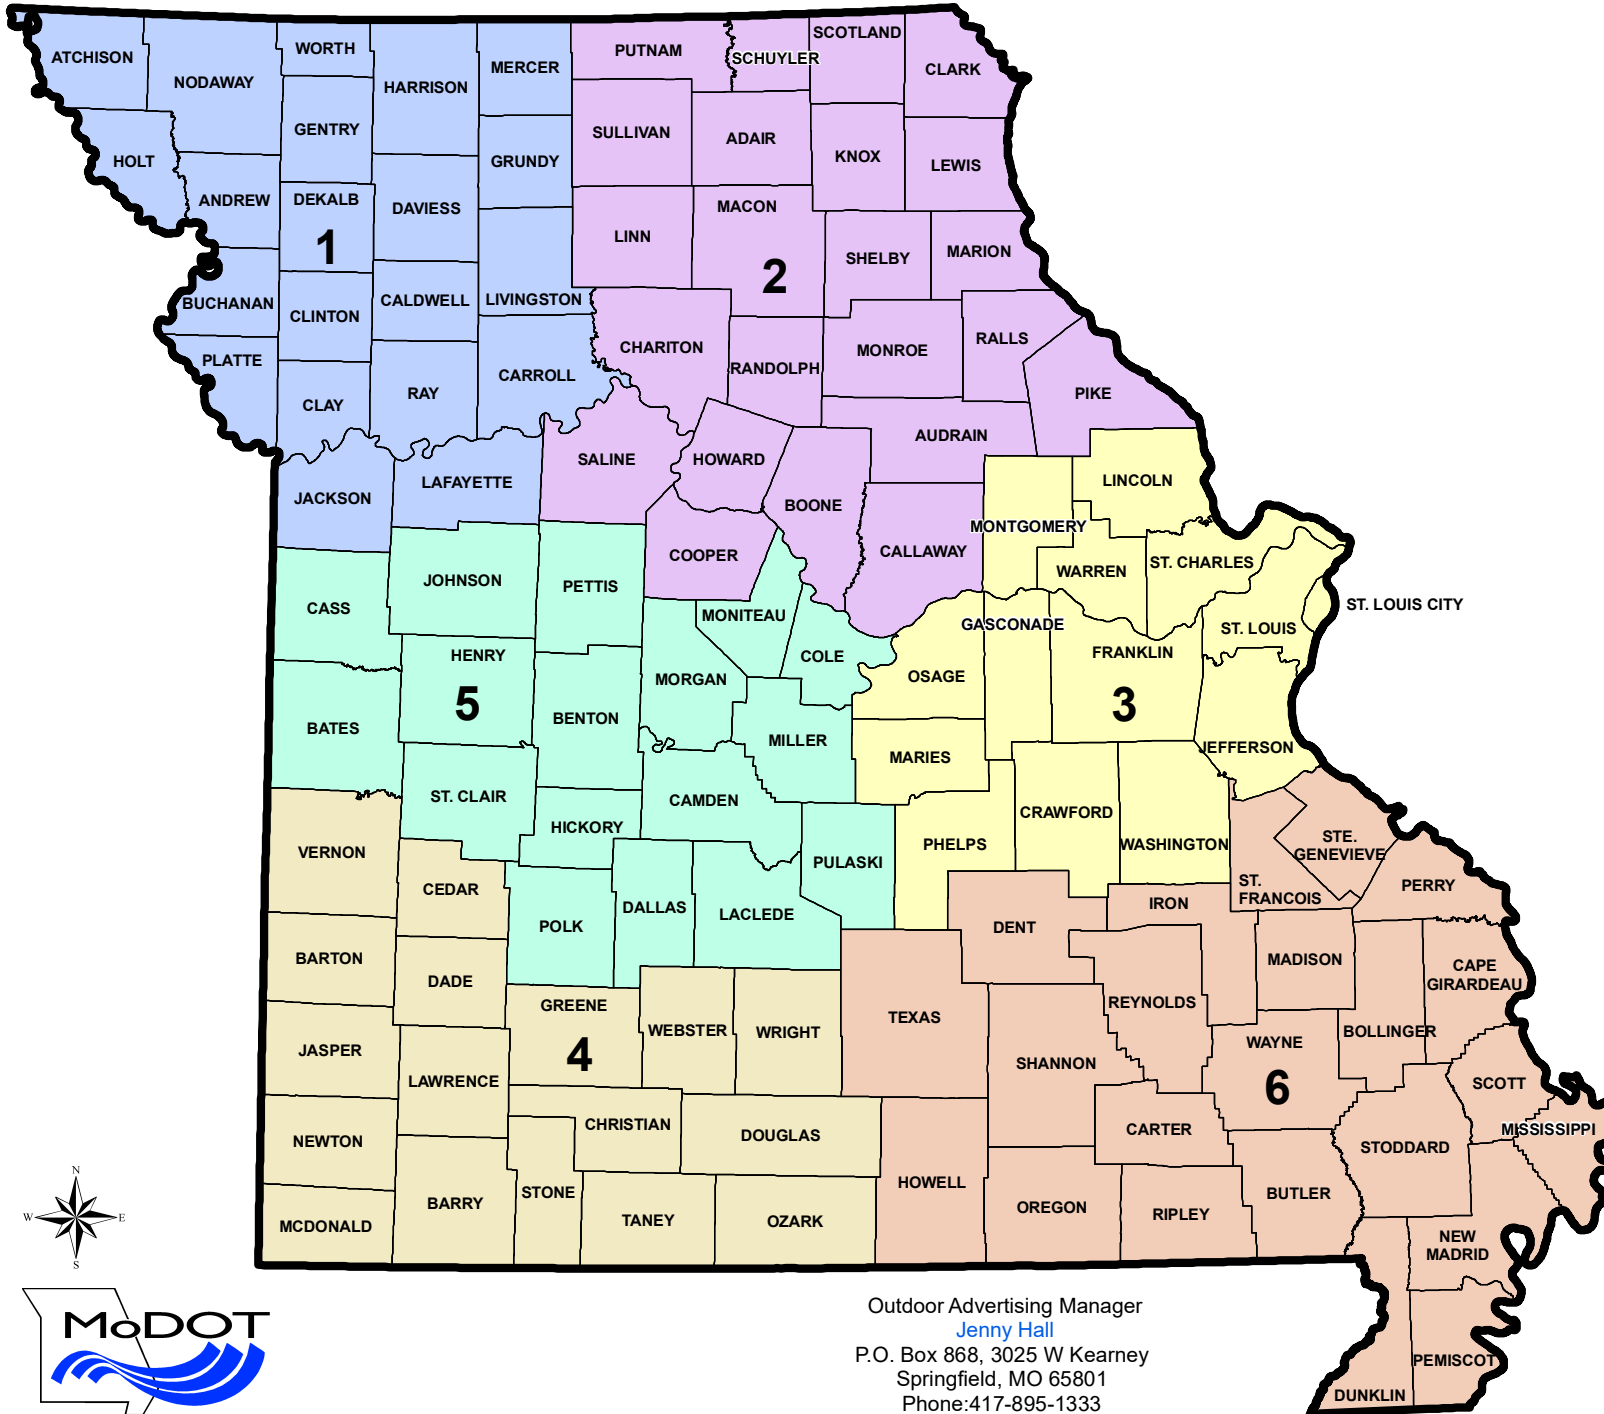 ATCHISON
NODAWAY
WORTH
HARRISON
MERCER
PUTNAM
SCHUYLER
SCOTLAND
CLARK
HOLT
GENTRY
GRUNDY
SULLIVAN
ADAIR
KNOX
LEWIS
ANDREW
DEKALB
DAVIESS
LINN
MACON
SHELBY
MARION
1
2
BUCHANAN
CLINTON
CALDWELL
LIVINGSTON
CHARITON
RANDOLPH
MONROE
RALLS
PLATTE
CLAY
RAY
CARROLL
PIKE
AUDRAIN
JACKSON
LAFAYETTE
SALINE
HOWARD
BOONE
LINCOLN
MONTGOMERY
CALLAWAY
COOPER
WARREN
ST. CHARLES
ST. LOUIS CITY
ST. LOUIS
CASS
JOHNSON
PETTIS
MONITEAU
COLE
GASCONADE
OSAGE
FRANKLIN
HENRY
MORGAN
5
3
BATES
BENTON
MILLER
MARIES
JEFFERSON
ST. CLAIR
CAMDEN
HICKORY
CRAWFORD
PHELPS
WASHINGTON
PULASKI
VERNON
STE.
GENEVIEVE
CEDAR
ST.
FRANCOIS
PERRY
POLK
DALLAS
LACLEDE
DENT
IRON
BARTON
DADE
MADISON
CAPE
GIRARDEAU
GREENE
WEBSTER
WRIGHT
TEXAS
REYNOLDS
BOLLINGER
JASPER
4
LAWRENCE
SHANNON
WAYNE
6
SCOTT
NEWTON
CHRISTIAN
DOUGLAS
CARTER
STODDARD
MISSISSIPPI
MCDONALD
BARRY
STONE
TANEY
OZARK
HOWELL
OREGON
RIPLEY
BUTLER
NEW
MADRID
PEMISCOT
DUNKLIN
N
W
E
S
MoDOT
Outdoor Advertising Manager
Jenny Hall
P.O. Box 868, 3025 W Kearney
Springfield, MO 65801
Phone:417-895-1333